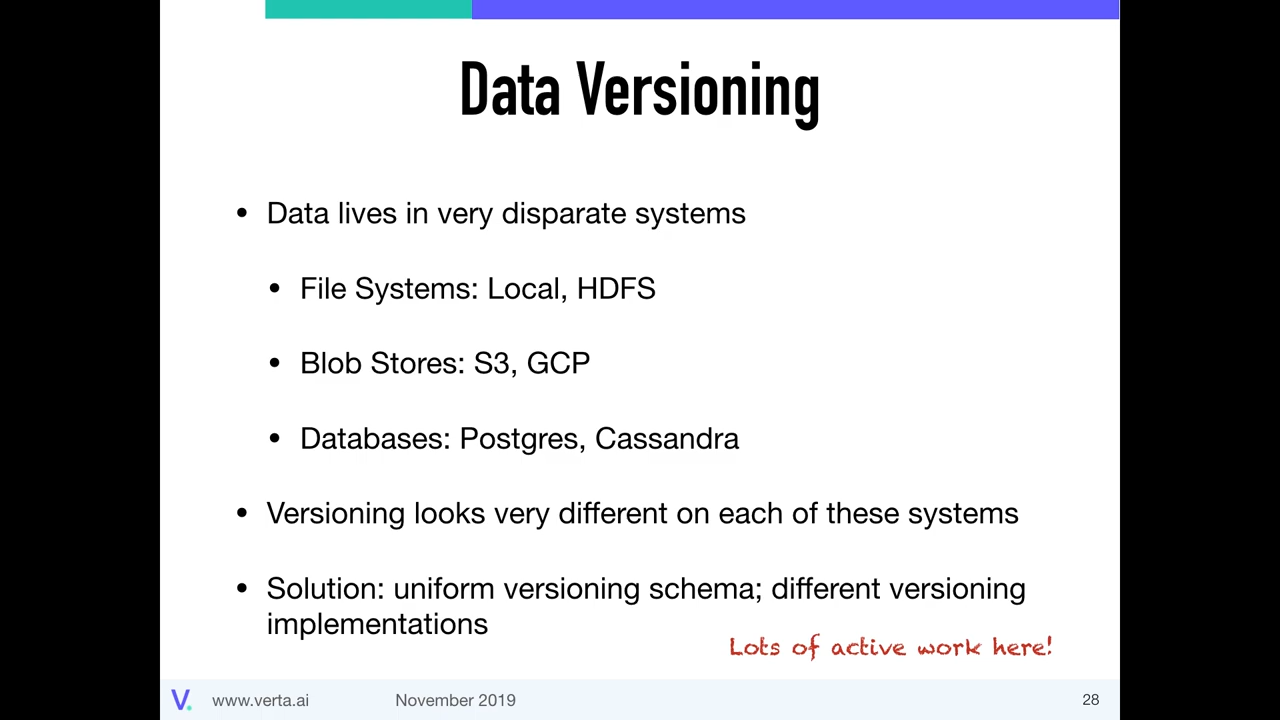 Data Versioning
• Data lives in very disparate systems
• File Systems: Local, HDFS
• Blob Stores: S3, GCP
• Databases: Postgres, Cassandra
• Versioning looks very different on each of these systems
• Solution: uniform versioning schema; different versioning
implementations
Lots of active work here!
V. www.verta.ai November 2019 28